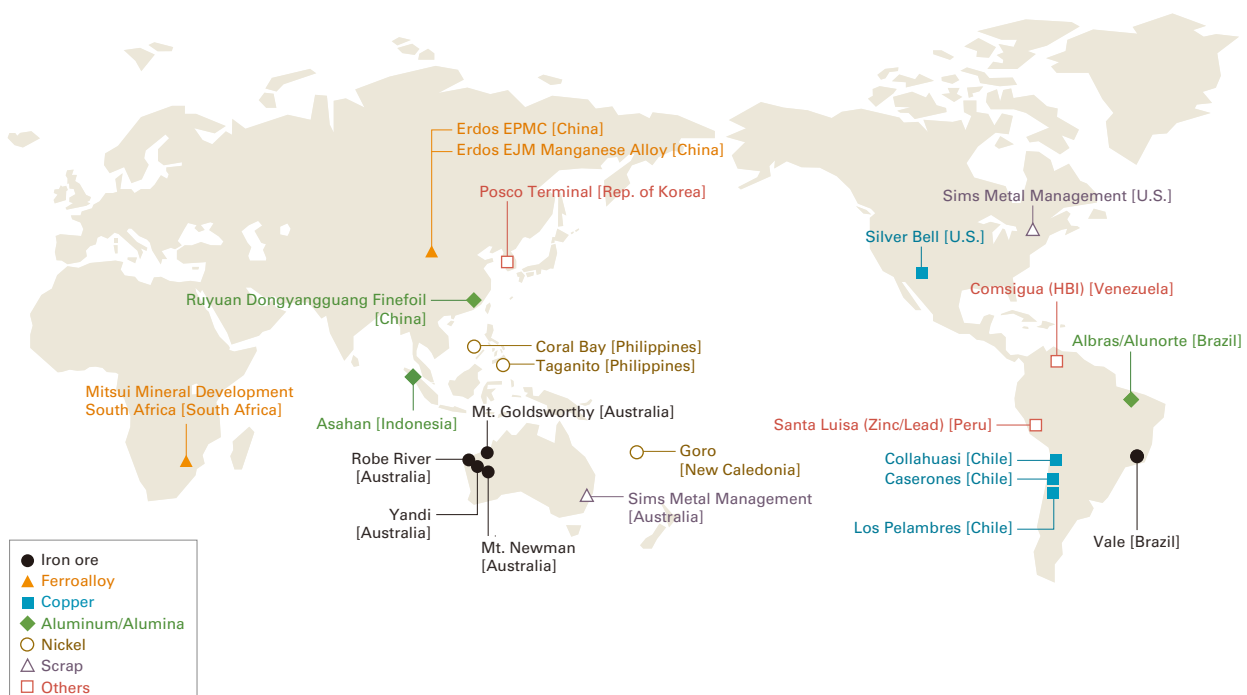 Erdos EPMC [China]
Erdos EJM Manganese Alloy [China]
Posco Terminal [Rep. of Korea]
Sims Metal Management [U.S.]
Silver Bell [U.S.]
Comsigua (HBI) [Venezuela]
Ruyuan Dongyangguang Finefoil
[China]
Albras/Alunorte [Brazil]
Coral Bay [Philippines]
Taganito [Philippines]
Mitsui Mineral Development
South Africa [South Africa]
Asahan [Indonesia]
Mt. Goldsworthy [Australia]
Santa Luisa (Zinc/Lead) [Peru]
Robe River
[Australia]
Goro
[New Caledonia]
Collahuasi [Chile]
Caserones [Chile]
Sims Metal Management
[Australia]
Yandi
[Australia]
Los Pelambres [Chile]
Mt. Newman
[Australia]
Vale [Brazil]
Iron ore
Ferroalloy
Copper
Aluminum/Alumina
Nickel
Scrap
Others